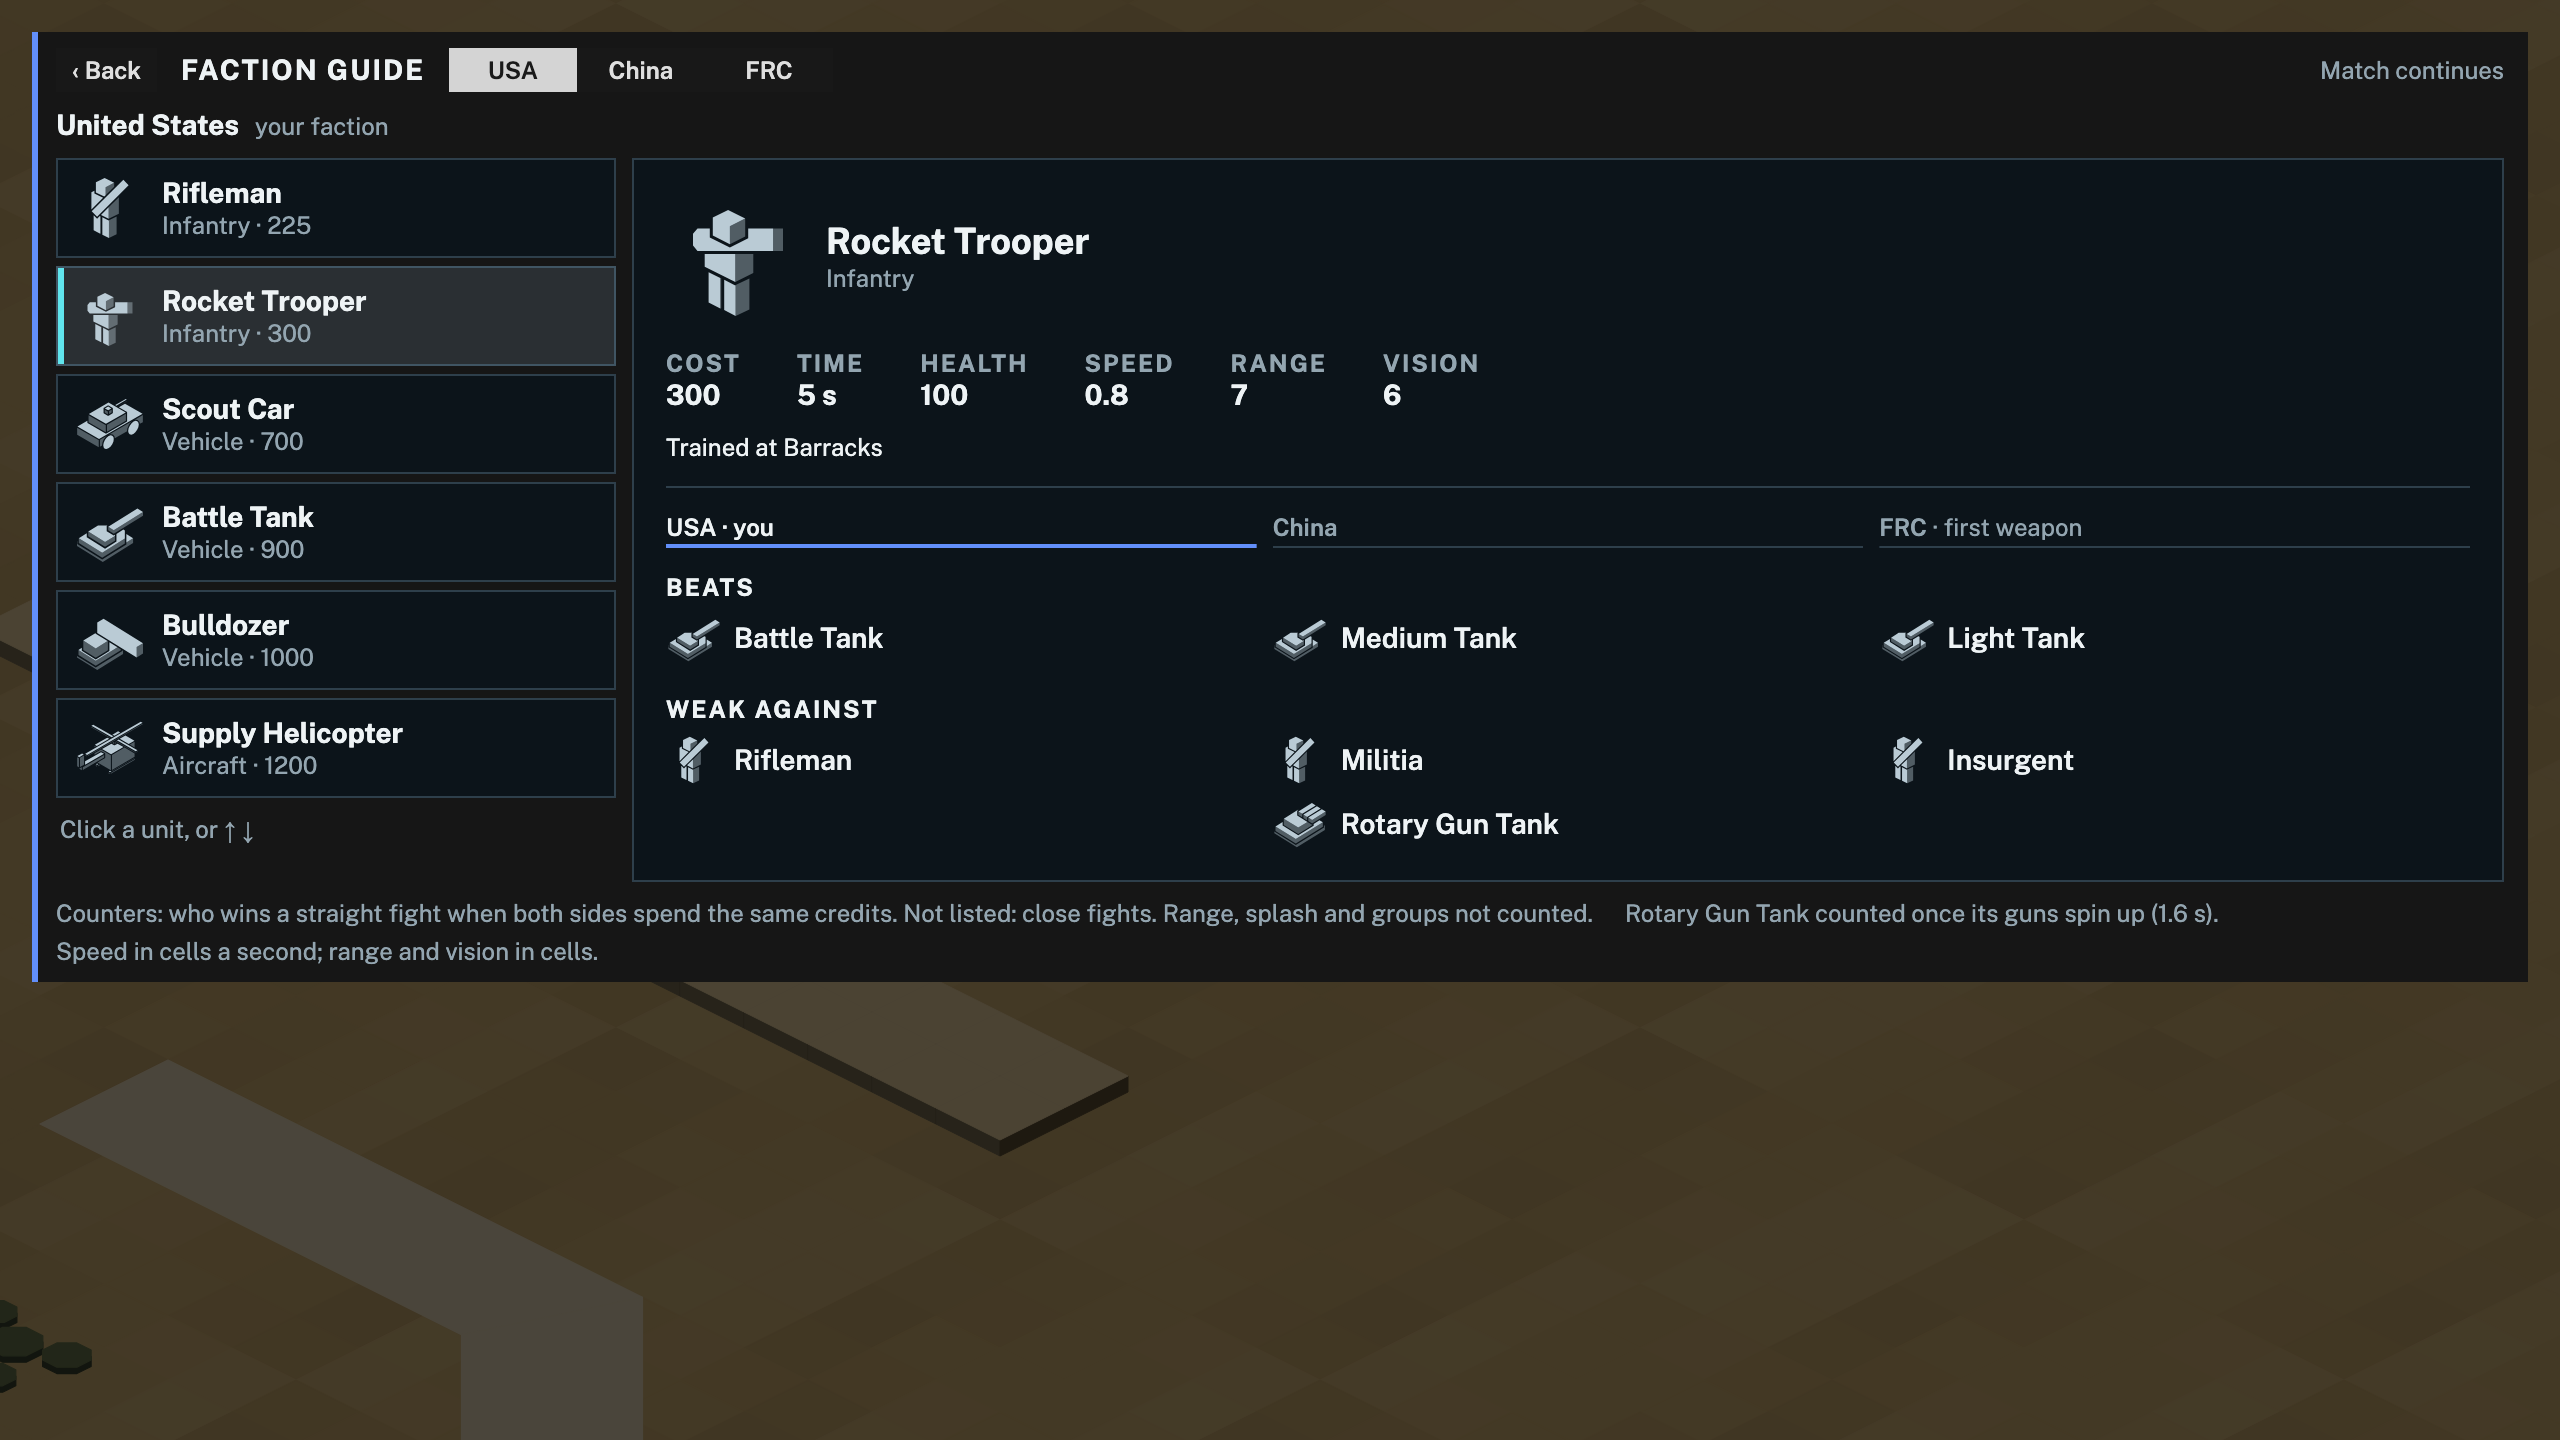 ‹ Back
FACTION GUIDE
USA
China
FRC
Match continues
United States your faction
Rifleman
Infantry · 225
Rocket Trooper
Infantry · 300
Scout Car
Vehicle · 700
Battle Tank
Vehicle · 900
Bulldozer
Vehicle · 1000
Supply Helicopter
Aircraft · 1200
Click a unit, or ↑ ↓
Rocket Trooper
Infantry
COST TIME HEALTH SPEED RANGE VISION
300 5 s 100 0.8 7 6
Trained at Barracks
USA · you China FRC · first weapon
BEATS
Battle Tank Medium Tank Light Tank
WEAK AGAINST
Rifleman Militia Insurgent
Rotary Gun Tank
Counters: who wins a straight fight when both sides spend the same credits. Not listed: close fights. Range, splash and groups not counted. Rotary Gun Tank counted once its guns spin up (1.6 s).
Speed in cells a second; range and vision in cells.